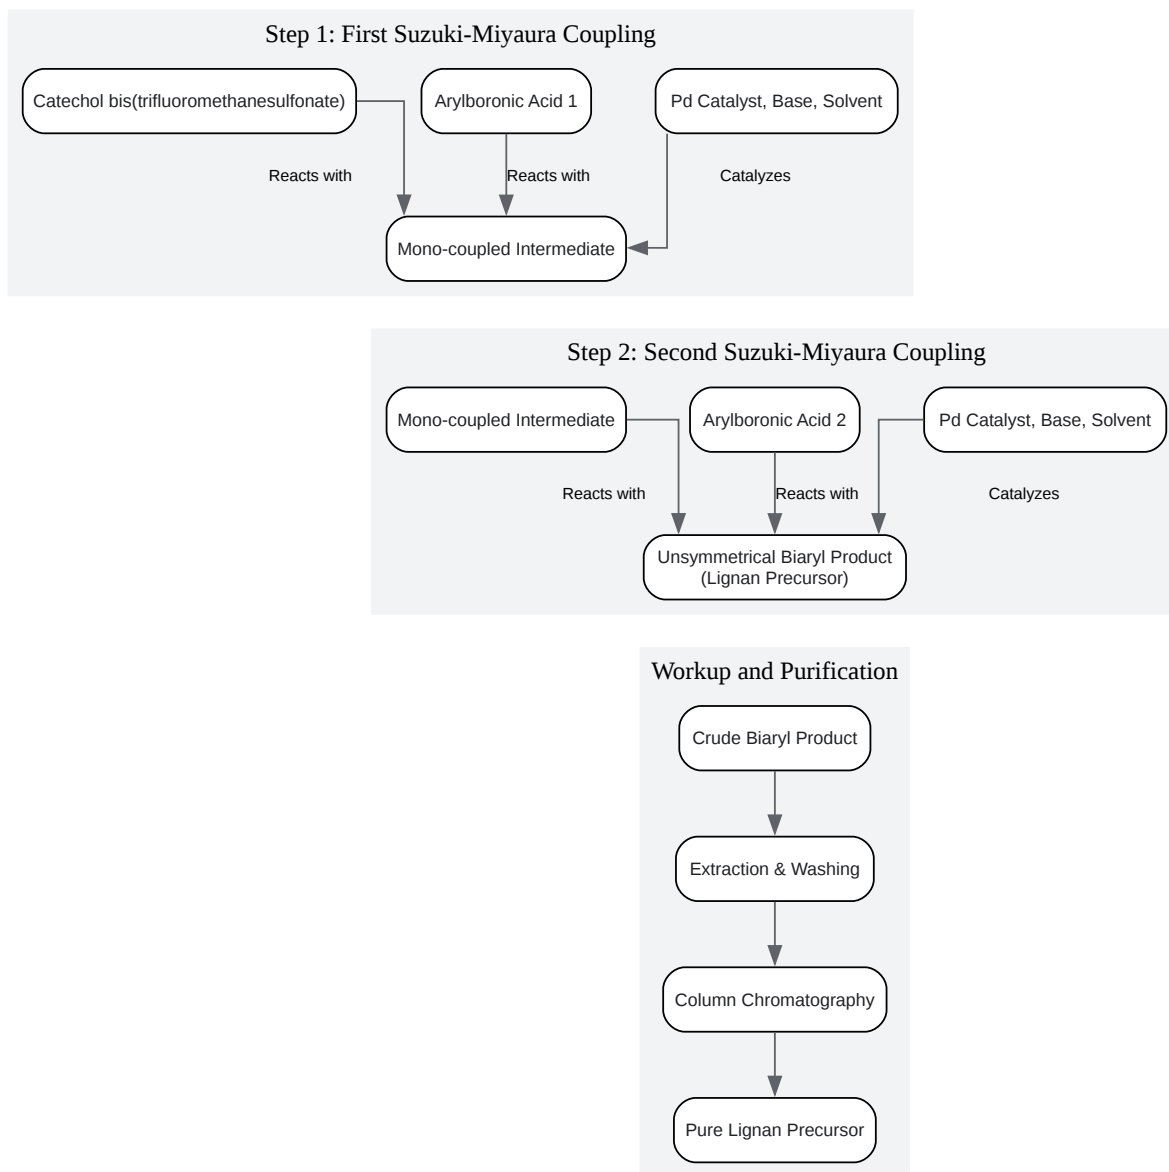 Step 1: First Suzuki-Miyaura Coupling
Catechol bis(trifluoromethanesulfonate)
Arylboronic Acid 1
Pd Catalyst, Base, Solvent
Reacts with
Reacts with
Catalyzes
Mono-coupled Intermediate
Step 2: Second Suzuki-Miyaura Coupling
Mono-coupled Intermediate
Arylboronic Acid 2
Pd Catalyst, Base, Solvent
Reacts with
Reacts with
Catalyzes
Unsymmetrical Biaryl Product
(Lignan Precursor)
Workup and Purification
Crude Biaryl Product
Extraction & Washing
Column Chromatography
Pure Lignan Precursor